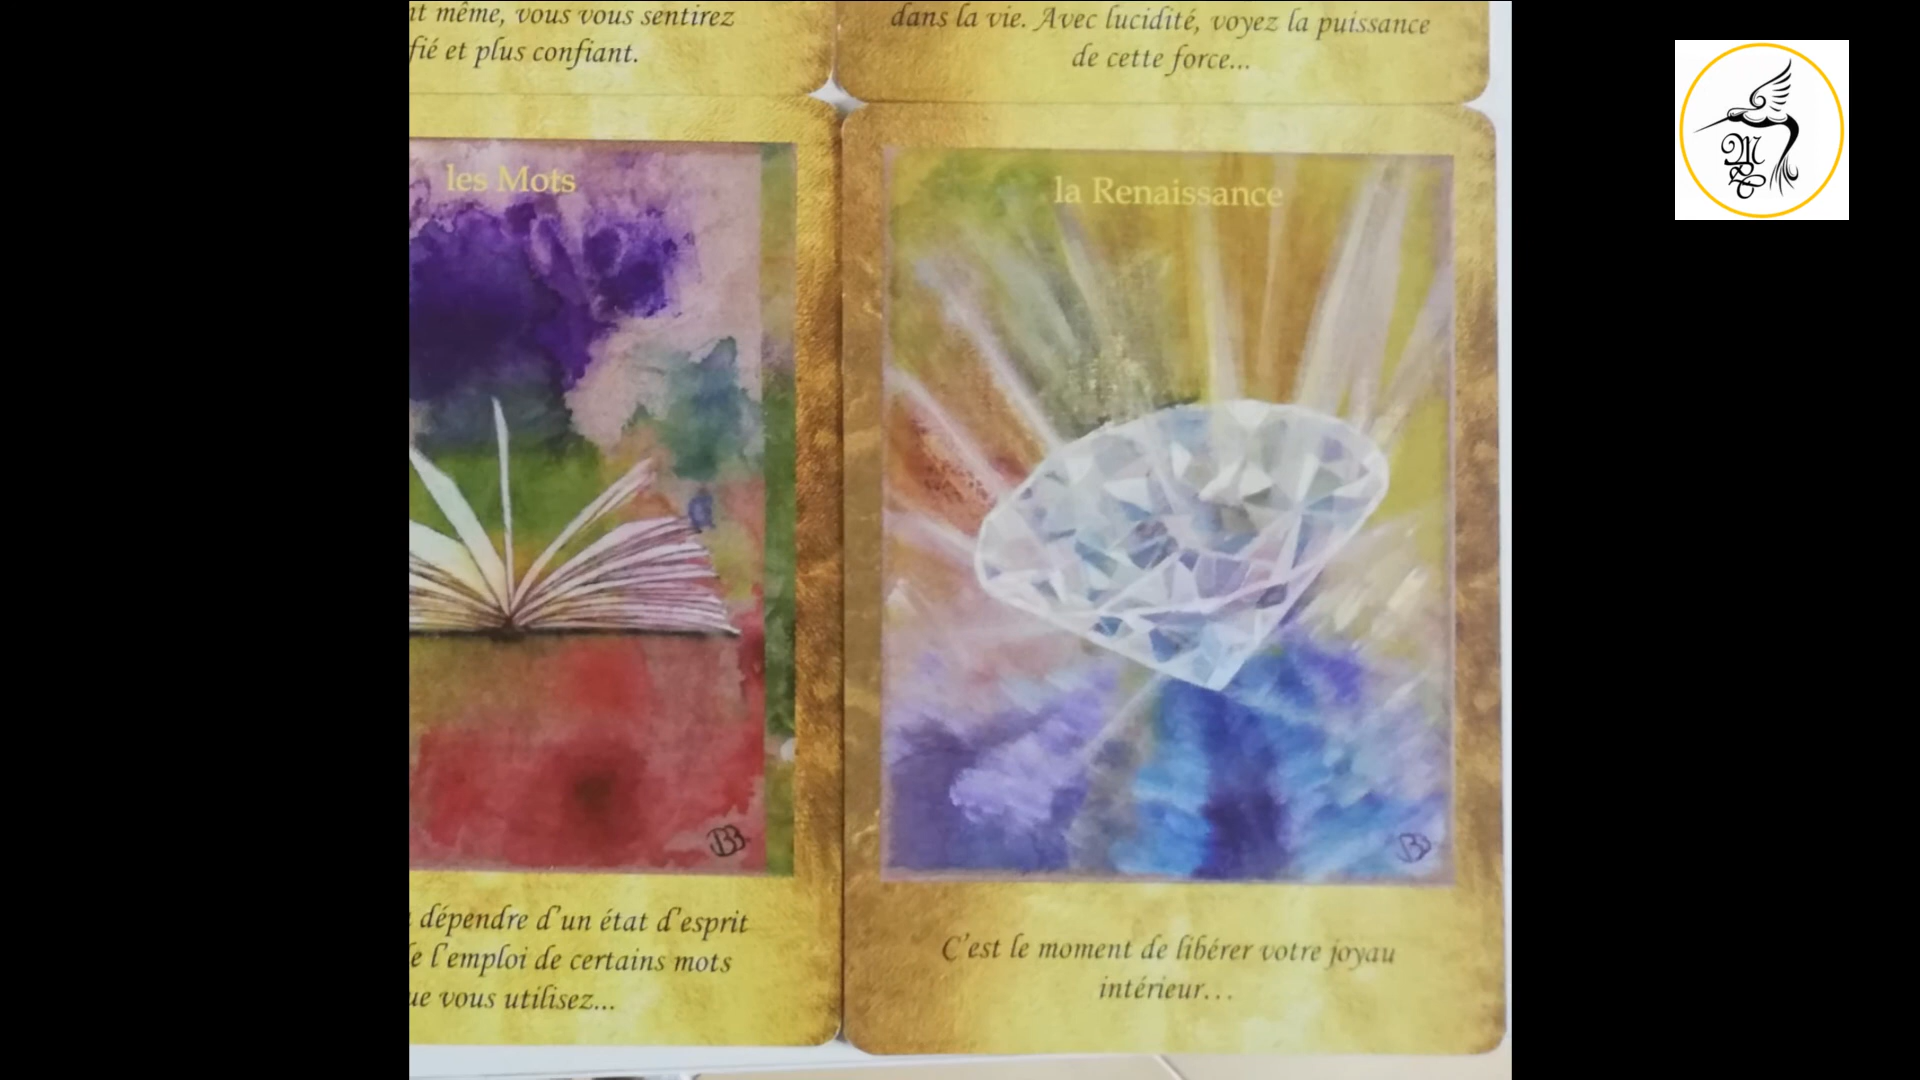 nt même, vous vous sentirez
fié et plus confiant.
dans la vie. Avec lucidité, voyez la puissance
de cette force...
les Mots
dépendre d'un état d'esprit
e l'emploi de certains mots
ue vous utilisez...
la Renaissance
C'est le moment de libérer votre joyau
intérieur...